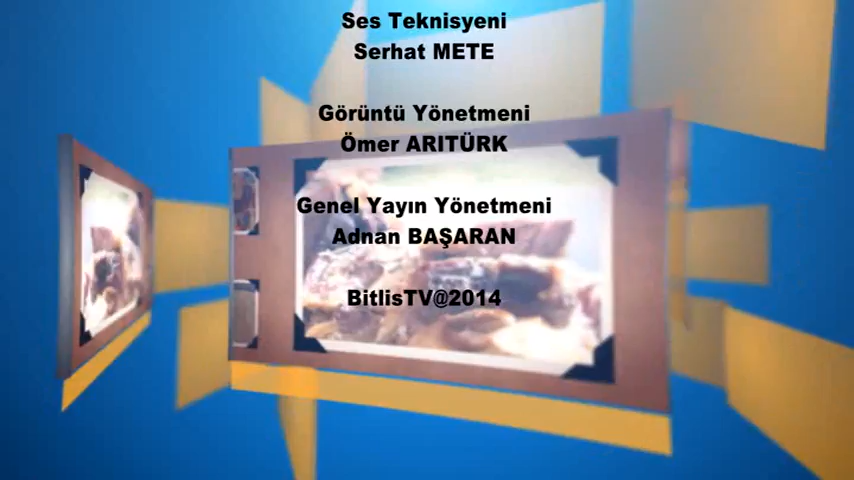 Ses Teknisyeni
Serhat METE
Görüntü Yönetmeni
Ömer ARITÜRK
Genel Yayın Yönetmeni
Adnan BAŞARAN
BitlisTV@2014